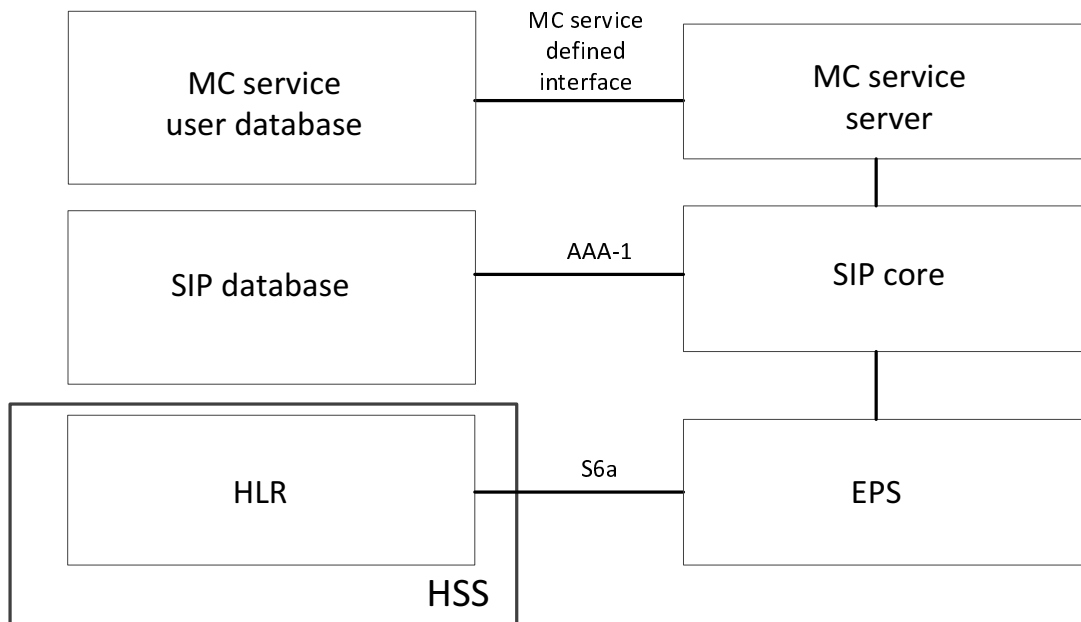 MC service
user database
MC service
defined
interface
MC service
server
SIP database
AAA-1
SIP core
HLR
S6a
EPS
HSS